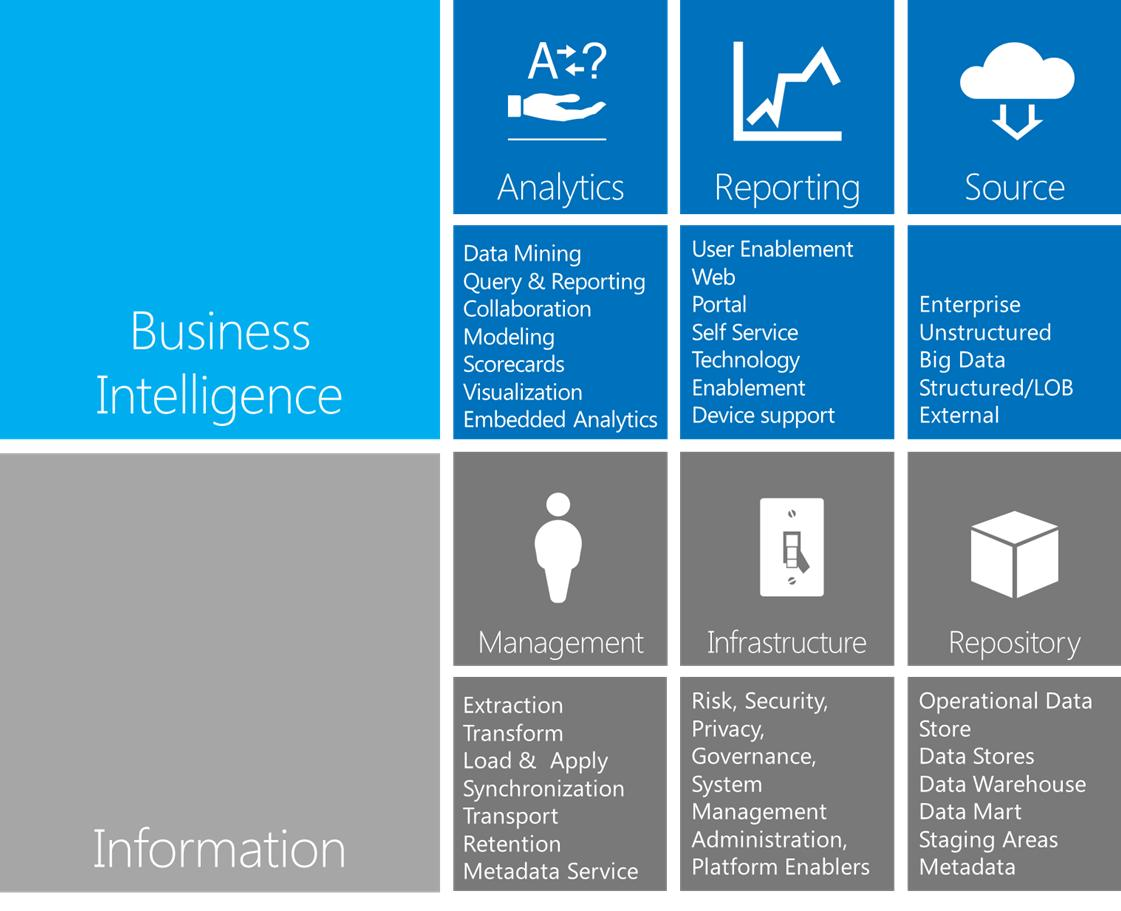 Business
Intelligence
A ?
Analytics
Data Mining
Query & Reporting
Collaboration
Modeling
Scorecards
Visualization
Embedded Analytics
Reporting
User Enablement
Web
Portal
Self Service
Technology
Enablement
Device support
Source
Enterprise
Unstructured
Big Data
Structured/LOB
External
Information
Management
Extraction
Transform
Load & Apply
Synchronization
Transport
Retention
Metadata Service
Infrastructure
Risk, Security,
Privacy,
Governance,
System
Management
Administration,
Platform Enablers
Repository
Operational Data
Store
Data Stores
Data Warehouse
Data Mart
Staging Areas
Metadata